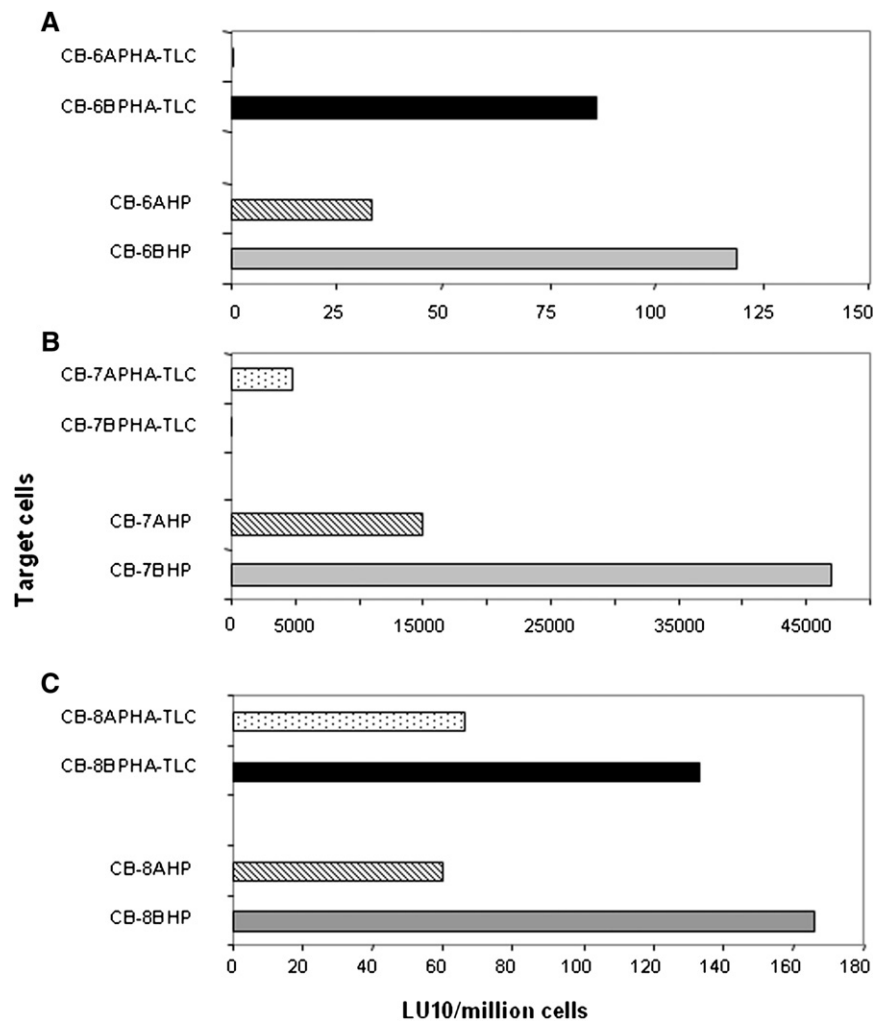 A
CB-6APHA-TLC
CB-6BPHA-TLC
CB-6AHP
CB-6BHP
0 25 50 75 100 125 150
B
CB-7APHA-TLC
CB-7BPHA-TLC
CB-7AHP
CB-7BHP
0 5000 15000 25000 35000 45000
Target cells
C
CB-8APHA-TLC
CB-8BPHA-TLC
CB-8AHP
CB-8BHP
0 20 40 60 80 100 120 140 160 180
LU10/million cells